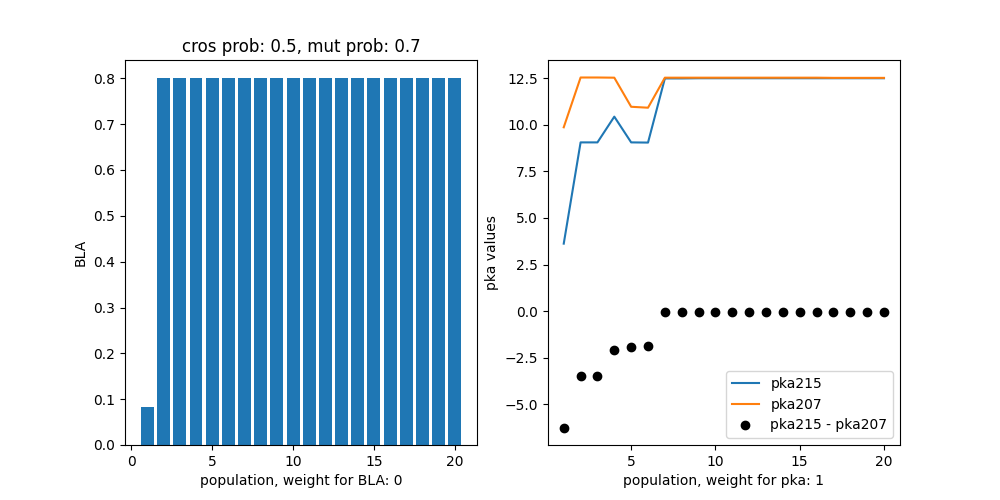 cros prob: 0.5, mut prob: 0.7
BLA
0.8
0.7
0.6
0.5
0.4
0.3
0.2
0.1
0.0
0 5 10 15 20
population, weight for BLA: 0
pka values
12.5
10.0
7.5
5.0
2.5
0.0
−2.5
−5.0
pka215
pka207
pka215 - pka207
5 10 15 20
population, weight for pka: 1